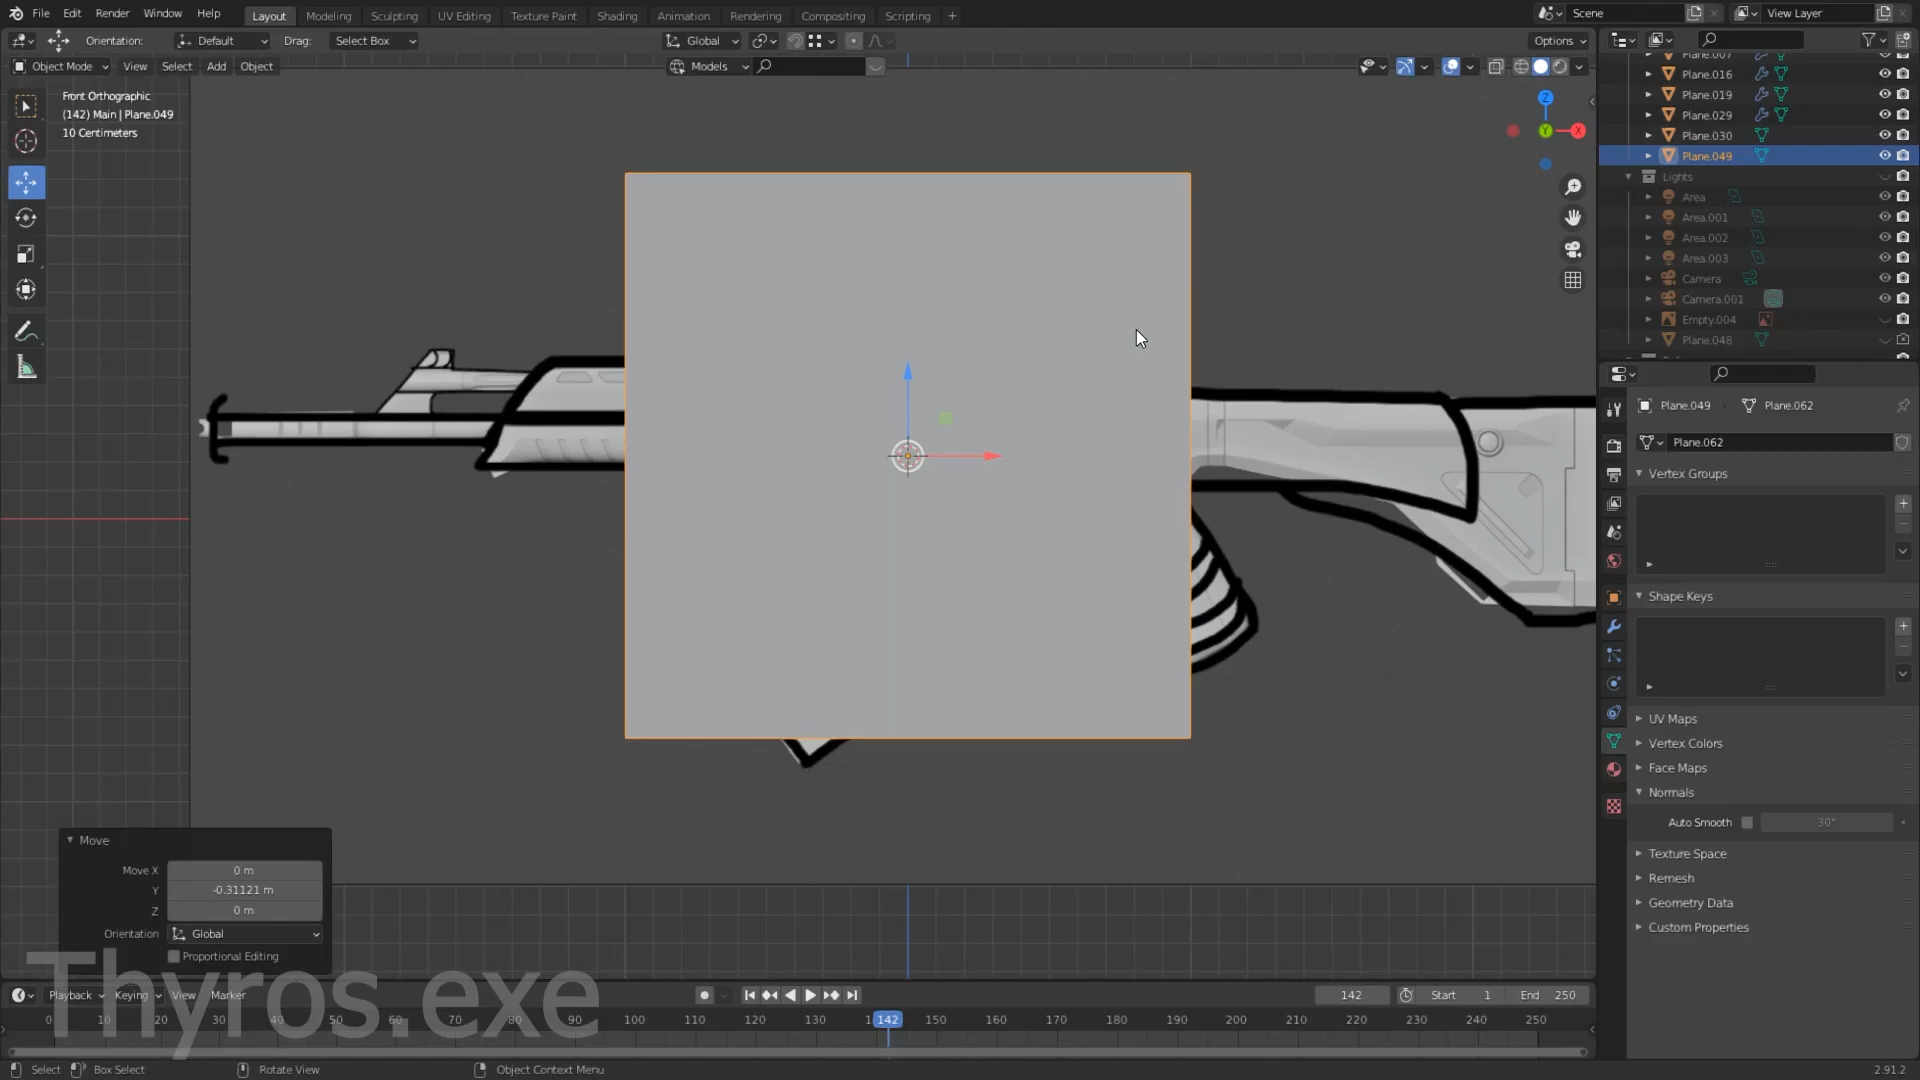 File Edit Render Window Help Layout Modeling Sculpting UV Editing Texture Paint Shading Animation Rendering Compositing Scripting + Scene View Layer
Orientation: Default Drag: Select Box Global Options
Object Mode View Select Add Object Models
Front Orthographic
(142) Main | Plane.049
10 Centimeters
Z
Y
X
Plane.007
Plane.016
Plane.019
Plane.029
Plane.030
Plane.049
Lights
Area
Area.001
Area.002
Area.003
Camera
Camera.001
Empty.004
Plane.048
Plane.049 Plane.062
Plane.062
Vertex Groups
Shape Keys
UV Maps
Vertex Colors
Face Maps
Normals
Auto Smooth 30°
Texture Space
Remesh
Geometry Data
Custom Properties
Move
Move X 0 m
Y -0.31121 m
Z 0 m
Orientation Global
Proportional Editing
Thyros.exe
Playback Keying View Marker 142 Start 1 End 250
0 10 20 30 40 50 60 70 80 90 100 110 120 130 142 150 160 170 180 190 200 210 220 230 240 250
Select Box Select Rotate View Object Context Menu 2.91.2